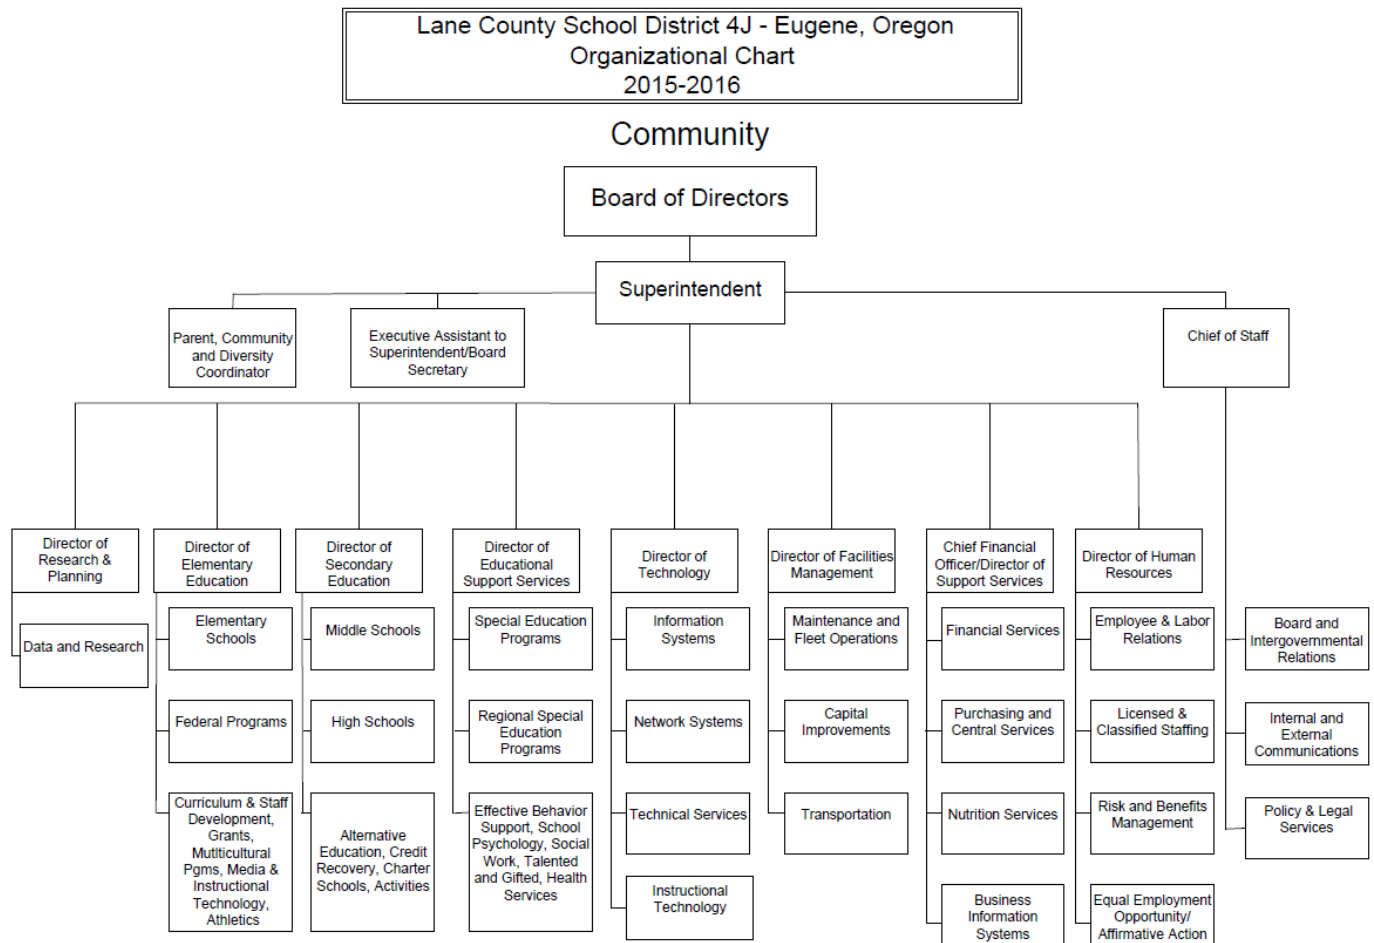 Lane County School District 4J - Eugene, Oregon
Organizational Chart
2015-2016
Community
Board of Directors
Superintendent
Parent, Community
and Diversity
Coordinator
Executive Assistant to
Superintendent/Board
Secretary
Chief of Staff
Director of
Research &
Planning
Director of
Elementary
Education
Director of
Secondary
Education
Director of
Educational
Support Services
Director of
Technology
Director of Facilities
Management
Chief Financial
Officer/Director of
Support Services
Director of Human
Resources
Data and Research
Elementary
Schools
Federal Programs
Curriculum & Staff
Development,
Grants,
Mutlticultural
Pgms, Media &
Instructional
Technology,
Athletics
Middle Schools
High Schools
Alternative
Education, Credit
Recovery, Charter
Schools, Activities
Special Education
Programs
Regional Special
Education
Programs
Effective Behavior
Support, School
Psychology, Social
Work, Talented
and Gifted, Health
Services
Information
Systems
Network Systems
Technical Services
Instructional
Technology
Maintenance and
Fleet Operations
Capital
Improvements
Transportation
Financial Services
Purchasing and
Central Services
Nutrition Services
Business
Information
Systems
Employee & Labor
Relations
Licensed &
Classified Staffing
Risk and Benefits
Management
Equal Employment
Opportunity/
Affirmative Action
Board and
Intergovernmental
Relations
Internal and
External
Communications
Policy & Legal
Services